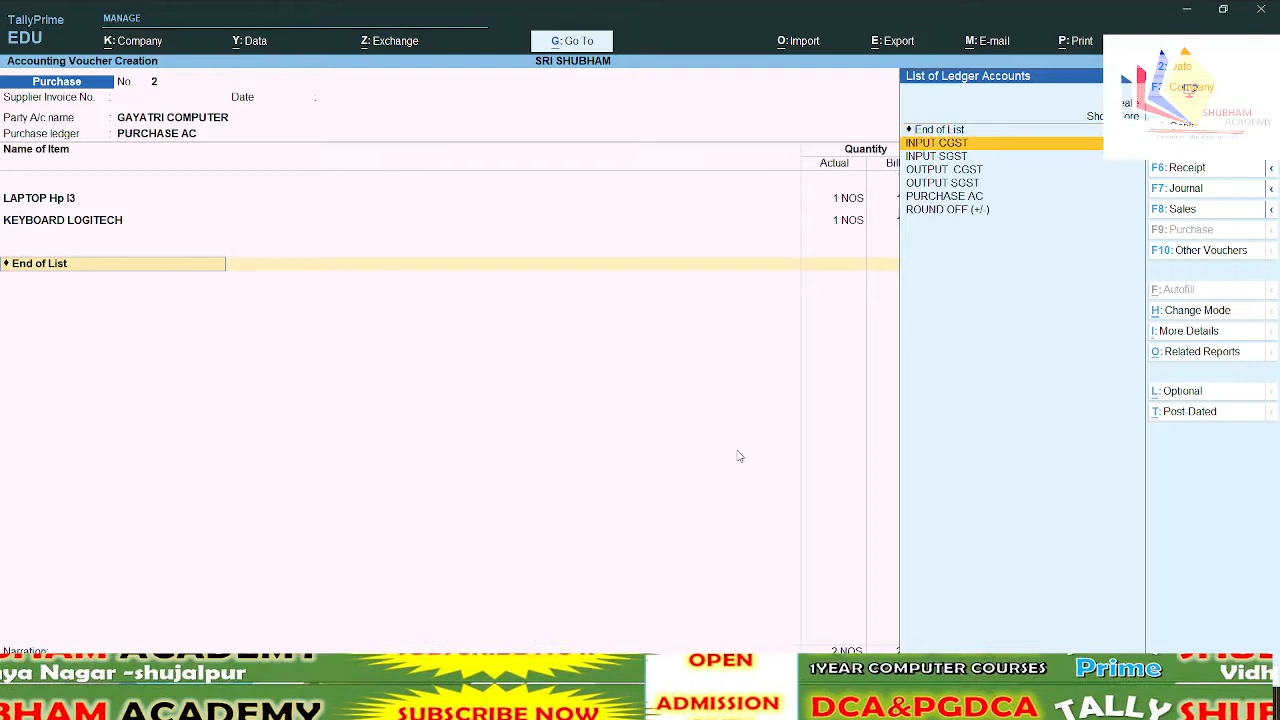 TallyPrime
EDU
MANAGE
K: Company
Y: Data
Z: Exchange
G: Go To
O: Import
E: Export
M: E-mail
P: Print
Accounting Voucher Creation
SRI SHUBHAM
Purchase No. 2
Supplier Invoice No. : Date :
Party A/c name : GAYATRI COMPUTER
Purchase ledger : PURCHASE AC
Name of Item
Quantity
Actual
LAPTOP Hp I3 1 NOS
KEYBOARD LOGITECH 1 NOS
♦ End of List
Narration:
2 NOS
List of Ledger Accounts
♦ End of List
INPUT CGST
INPUT SGST
OUTPUT CGST
OUTPUT SGST
PURCHASE AC
ROUND OFF (+/-)
Company
SHUBHAM
ACADEMY
F6: Receipt
F7: Journal
F8: Sales
F9: Purchase
F10: Other Vouchers
F: Autofill
H: Change Mode
I: More Details
O: Related Reports
L: Optional
T: Post-Dated
ACADEMY
ya Nagar -shujalpur
BHAM ACADEMY
SUBSCRIBE NOW
OPEN
ADMISSION
1YEAR COMPUTER COURSES
DCA&PGDCA
Prime
TALLY
Vidh
SHUB